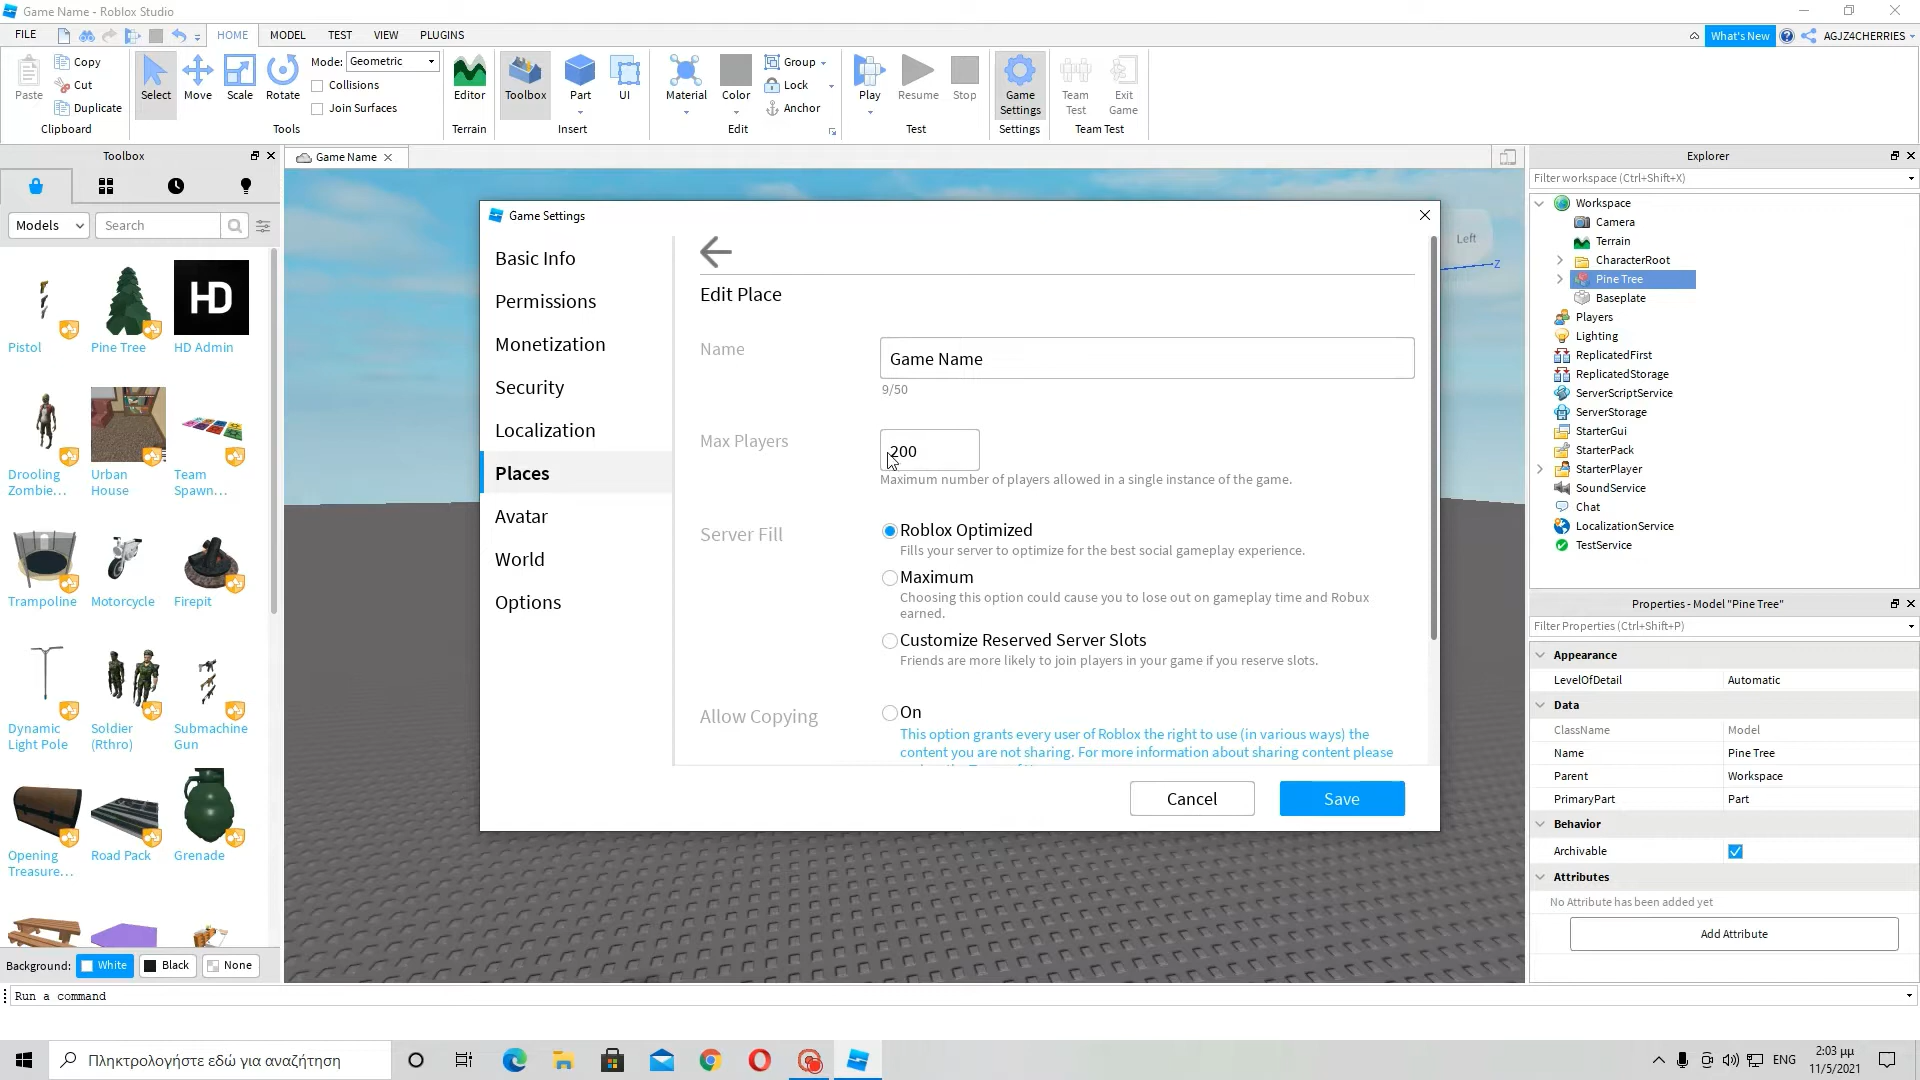 Game Name - Roblox Studio
FILE HOME MODEL TEST VIEW PLUGINS What's New AGJZ4CHERRIES
Paste Copy Cut Duplicate
Clipboard
Select Move Scale Rotate
Mode: Geometric
Collisions
Join Surfaces
Tools
Editor
Terrain
Toolbox Part UI
Insert
Material Color
Group
Lock
Anchor
Edit
Play Resume Stop
Test
Game Settings
Settings
Team Test
Exit Game
Team Test
Toolbox
Models Search
Pistol
Pine Tree
HD
HD Admin
Drooling Zombie...
Urban House
Team Spawn...
Trampoline
Motorcycle
Firepit
Dynamic Light Pole
Soldier (Rthro)
Submachine Gun
Opening Treasure...
Road Pack
Grenade
Background: White Black None
Run a command
Game Name
Left
Z
Game Settings
Basic Info
Permissions
Monetization
Security
Localization
Places
Avatar
World
Options
Edit Place
Name
Game Name
9/50
Max Players
200
Maximum number of players allowed in a single instance of the game.
Server Fill
Roblox Optimized
Fills your server to optimize for the best social gameplay experience.
Maximum
Choosing this option could cause you to lose out on gameplay time and Robux
earned.
Customize Reserved Server Slots
Friends are more likely to join players in your game if you reserve slots.
Allow Copying
On
This option grants every user of Roblox the right to use (in various ways) the
content you are not sharing. For more information about sharing content please
Cancel
Save
Explorer
Filter workspace (Ctrl+Shift+X)
Workspace
Camera
Terrain
CharacterRoot
Pine Tree
Baseplate
Players
Lighting
ReplicatedFirst
ReplicatedStorage
ServerScriptService
ServerStorage
StarterGui
StarterPack
StarterPlayer
SoundService
Chat
LocalizationService
TestService
Properties - Model "Pine Tree"
Filter Properties (Ctrl+Shift+P)
Appearance
LevelOfDetail Automatic
Data
ClassName Model
Name Pine Tree
Parent Workspace
PrimaryPart Part
Behavior
Archivable
Attributes
No Attribute has been added yet
Add Attribute
Πληκτρολογήστε εδώ για αναζήτηση
ENG
2:03 μμ
11/5/2021